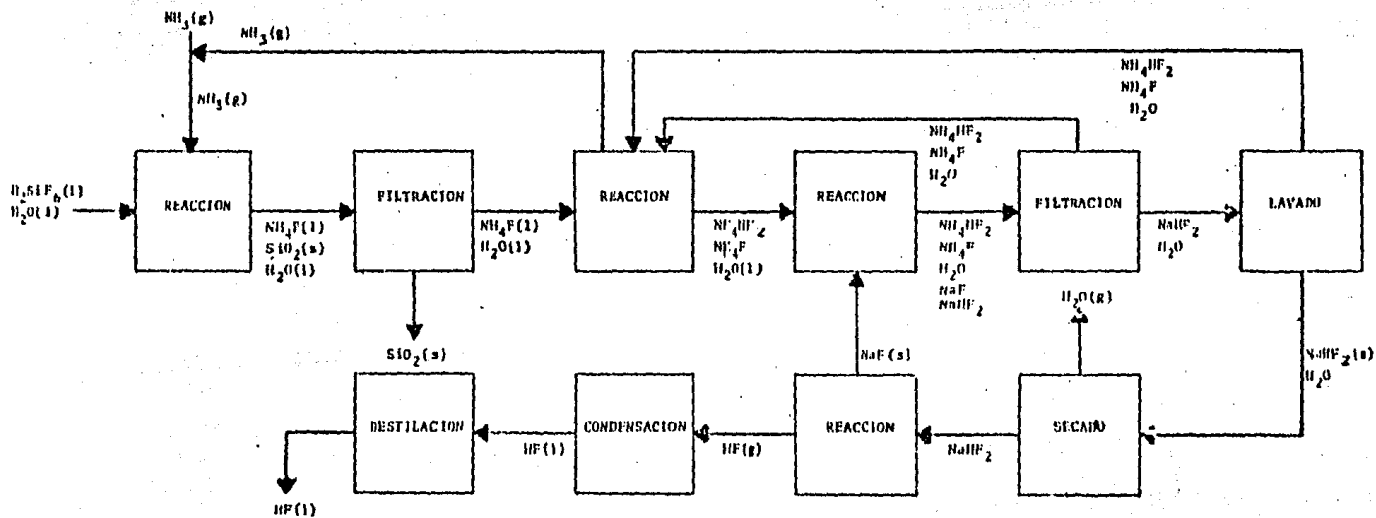 NH3(g)
NH3(g)
NH3(g)
NH4HF2
NH4F
H2O
NH4HF2
NH4F
H2O
H2SiF6(l)
H2O(l)
REACCION
FILTRACION
REACCION
REACCION
FILTRACION
LAVADO
NH4F(l)
SiO2(s)
H2O(l)
NH4F(l)
H2O(l)
NH4HF2
NH4F
H2O(l)
NH4HF2
NH4F
H2O
NaF
NaHF2
NaHF2
H2O
H2O(g)
SiO2(s)
NaF(s)
NaHF2(s)
H2O
DESTILACION
CONDENSACION
REACCION
SECADO
HF(l)
HF(g)
NaHF2
HF(l)